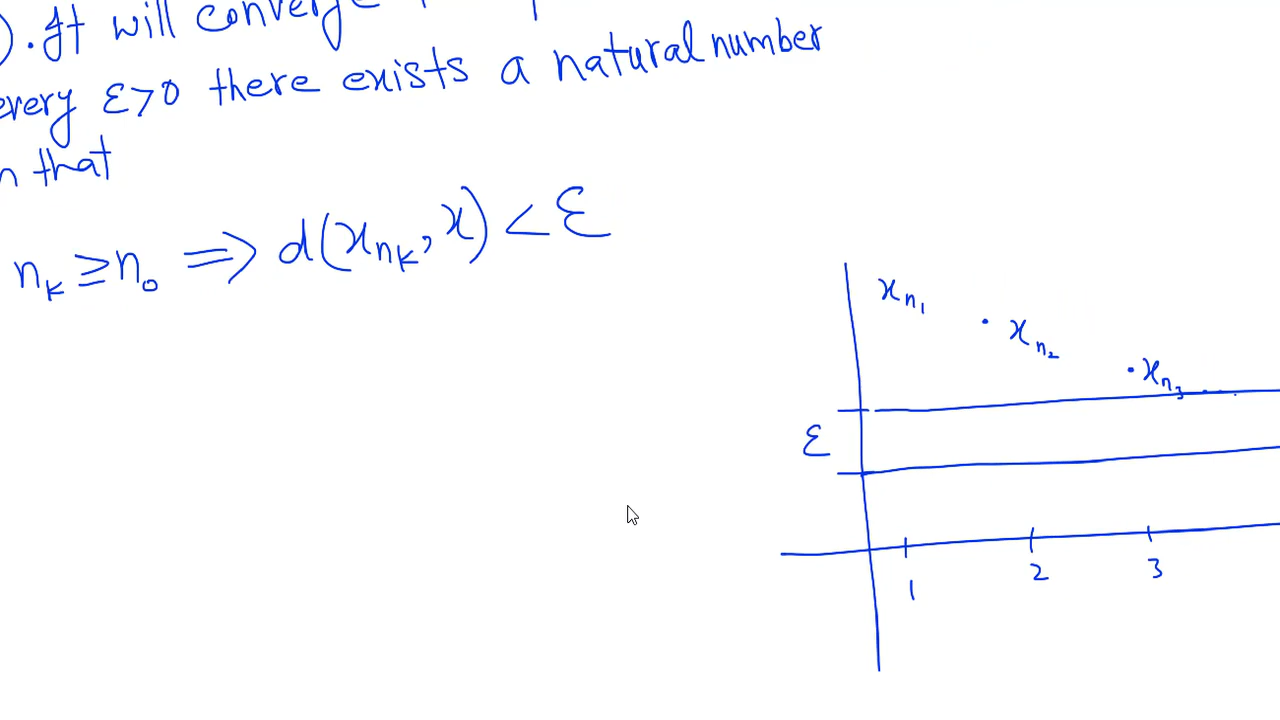 ). It will converge
every ε>0 there exists a natural number
that
n_k ≥ n_0 ⟹ d(x_{n_k}, x) < ε
x_{n_1}
x_{n_2}
x_{n_3} ....
ε
1 2 3